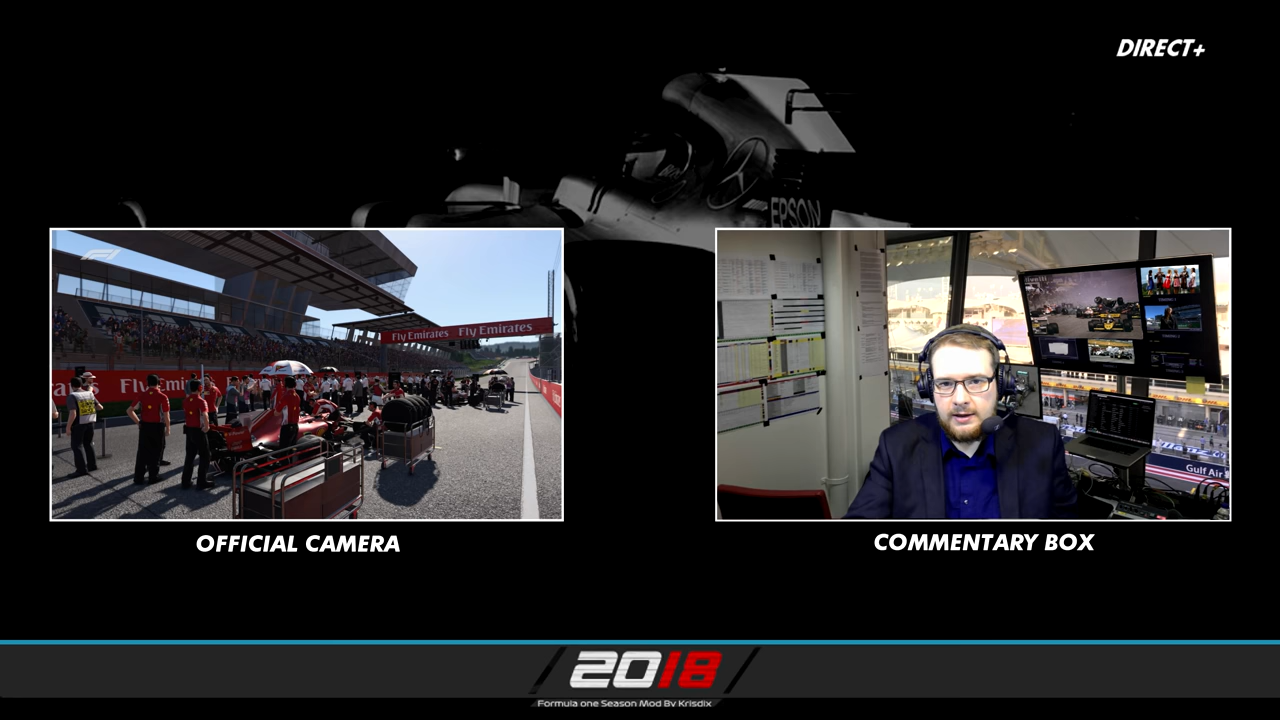 DIRECT+
EPSON
Fly Emirates
Fly Emirates
Fly Emi
Gulf Air
OFFICIAL CAMERA
COMMENTARY BOX
2018
Formula one Season Mod By Krisdix